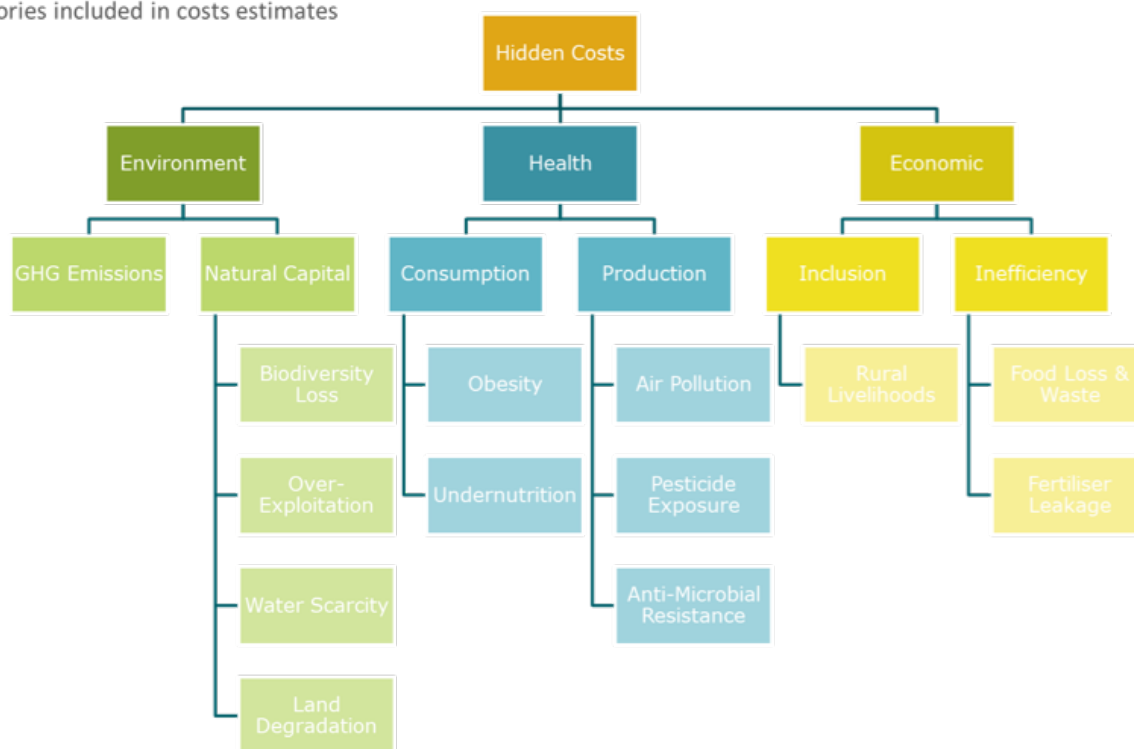 ories included in costs estimates
Hidden Costs
Environment
Health
Economic
GHG Emissions
Natural Capital
Consumption
Production
Inclusion
Inefficiency
Biodiversity
Loss
Obesity
Air Pollution
Rural
Livelihoods
Food Loss &
Waste
Over-
Exploitation
Undernutrition
Pesticide
Exposure
Fertiliser
Leakage
Water Scarcity
Anti-Microbial
Resistance
Land
Degradation